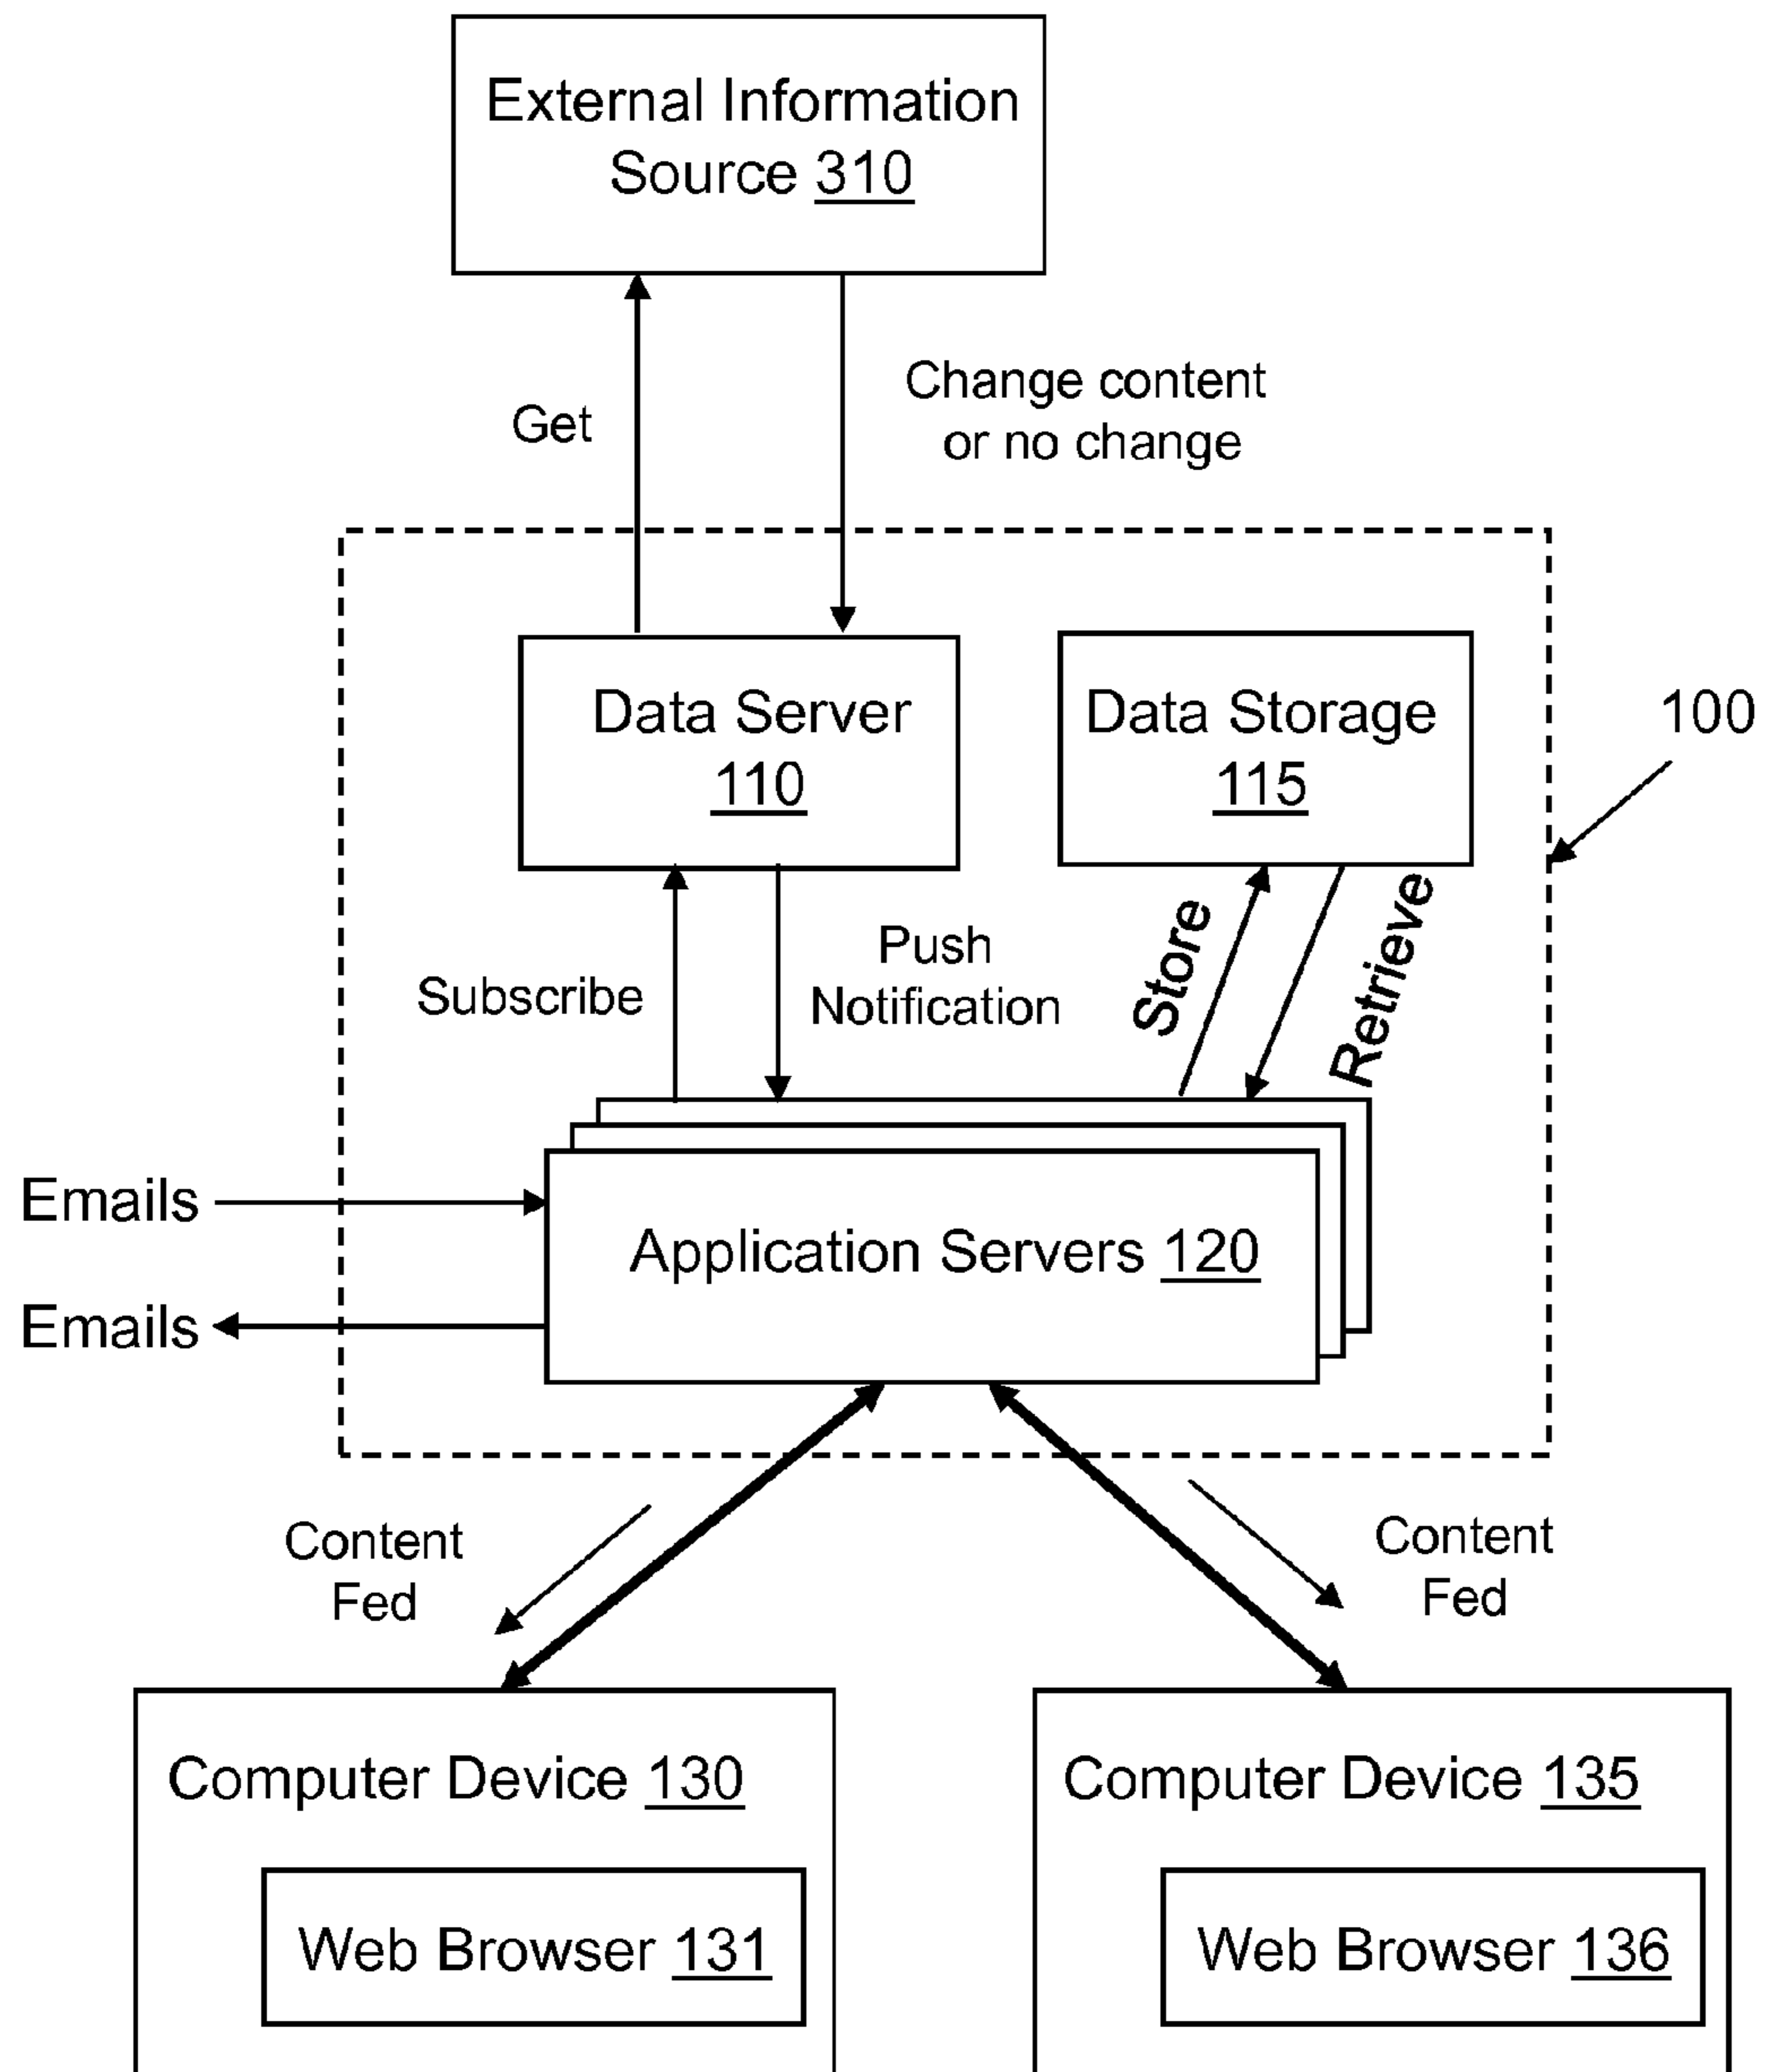 External Information
Source 310
Get
Change content
or no change
Data Server
110
Data Storage
115
100
Subscribe
Push
Notification
Store
Retrieve
Emails
Application Servers 120
Emails
Content
Fed
Content
Fed
Computer Device 130
Computer Device 135
Web Browser 131
Web Browser 136